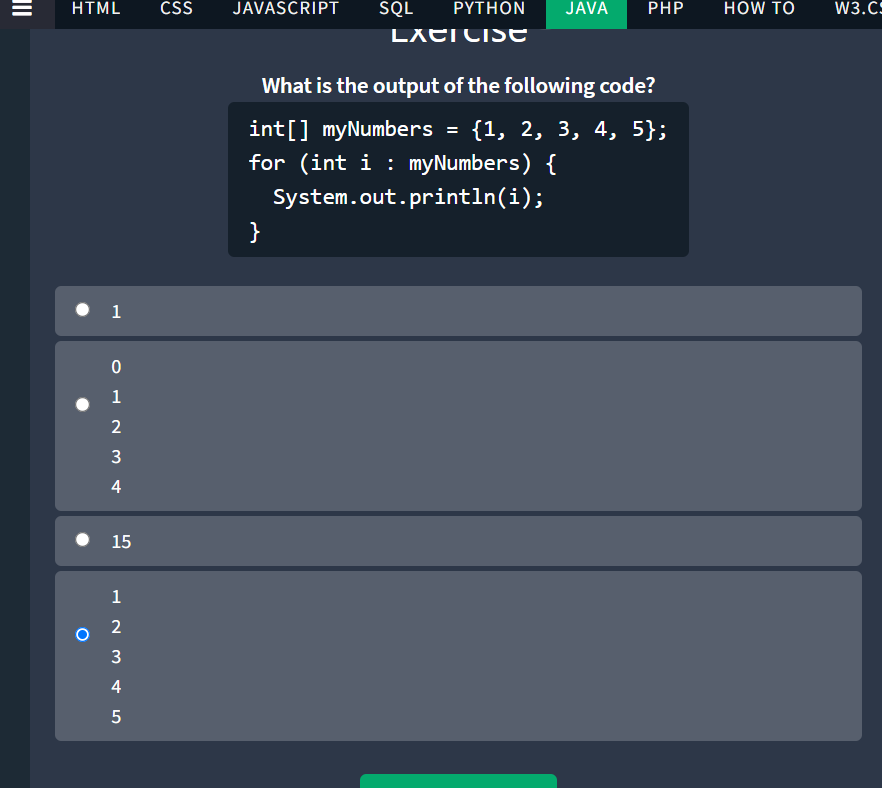 HTML CSS JAVASCRIPT SQL PYTHON JAVA PHP HOW TO W3.CS
Exercise
What is the output of the following code?
int[] myNumbers = {1, 2, 3, 4, 5};
for (int i : myNumbers) {
  System.out.println(i);
}
1
0
1
2
3
4
15
1
2
3
4
5